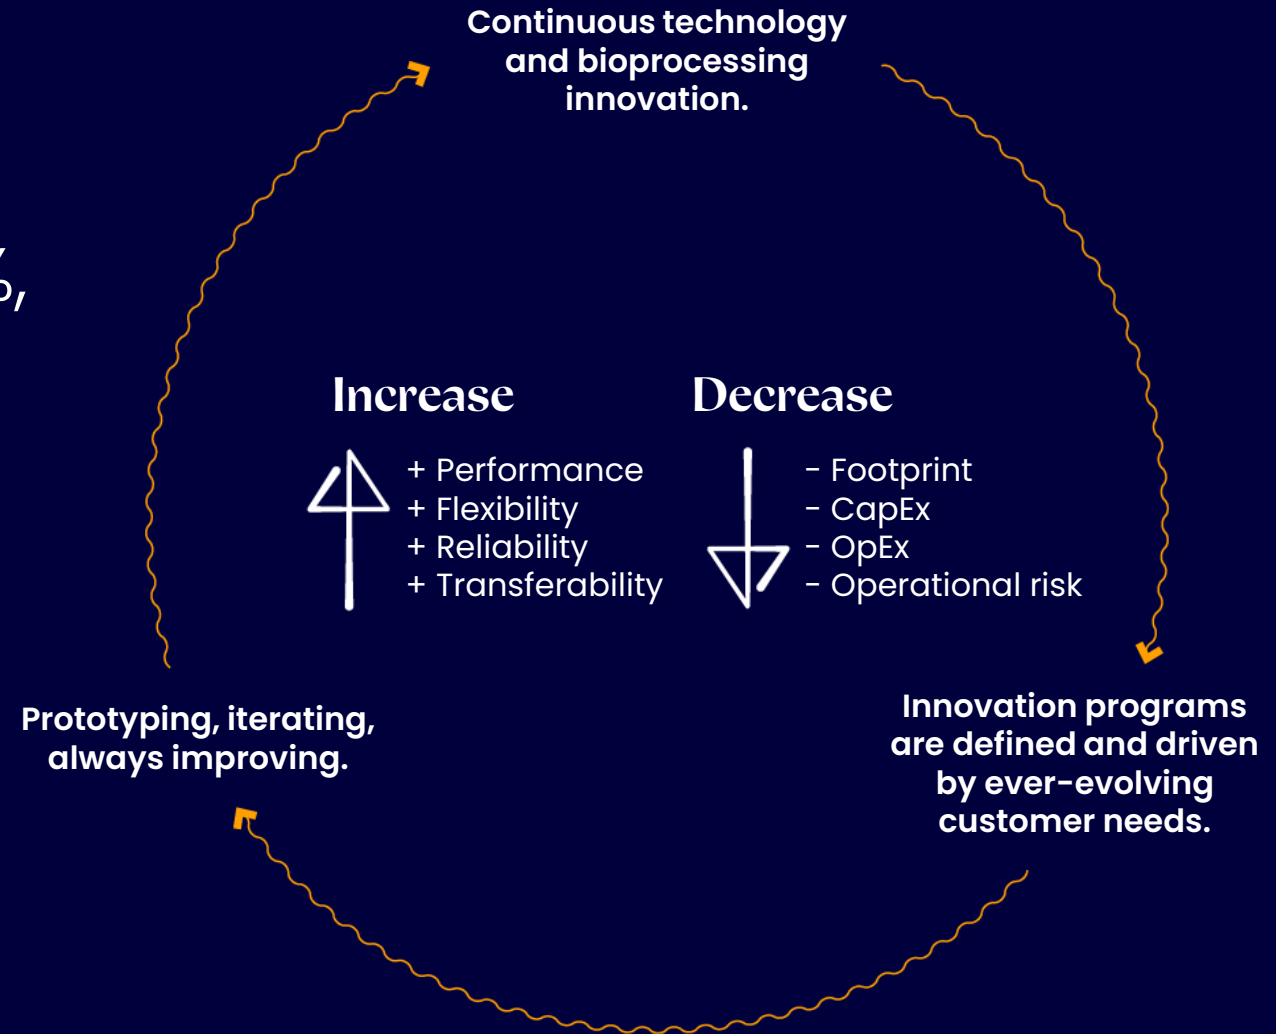 Continuous technology
and bioprocessing
innovation.
%,
Increase
+ Performance
+ Flexibility
+ Reliability
+ Transferability
Decrease
- Footprint
- CapEx
- OpEx
- Operational risk
Innovation programs
are defined and driven
by ever-evolving
customer needs.
Prototyping, iterating,
always improving.